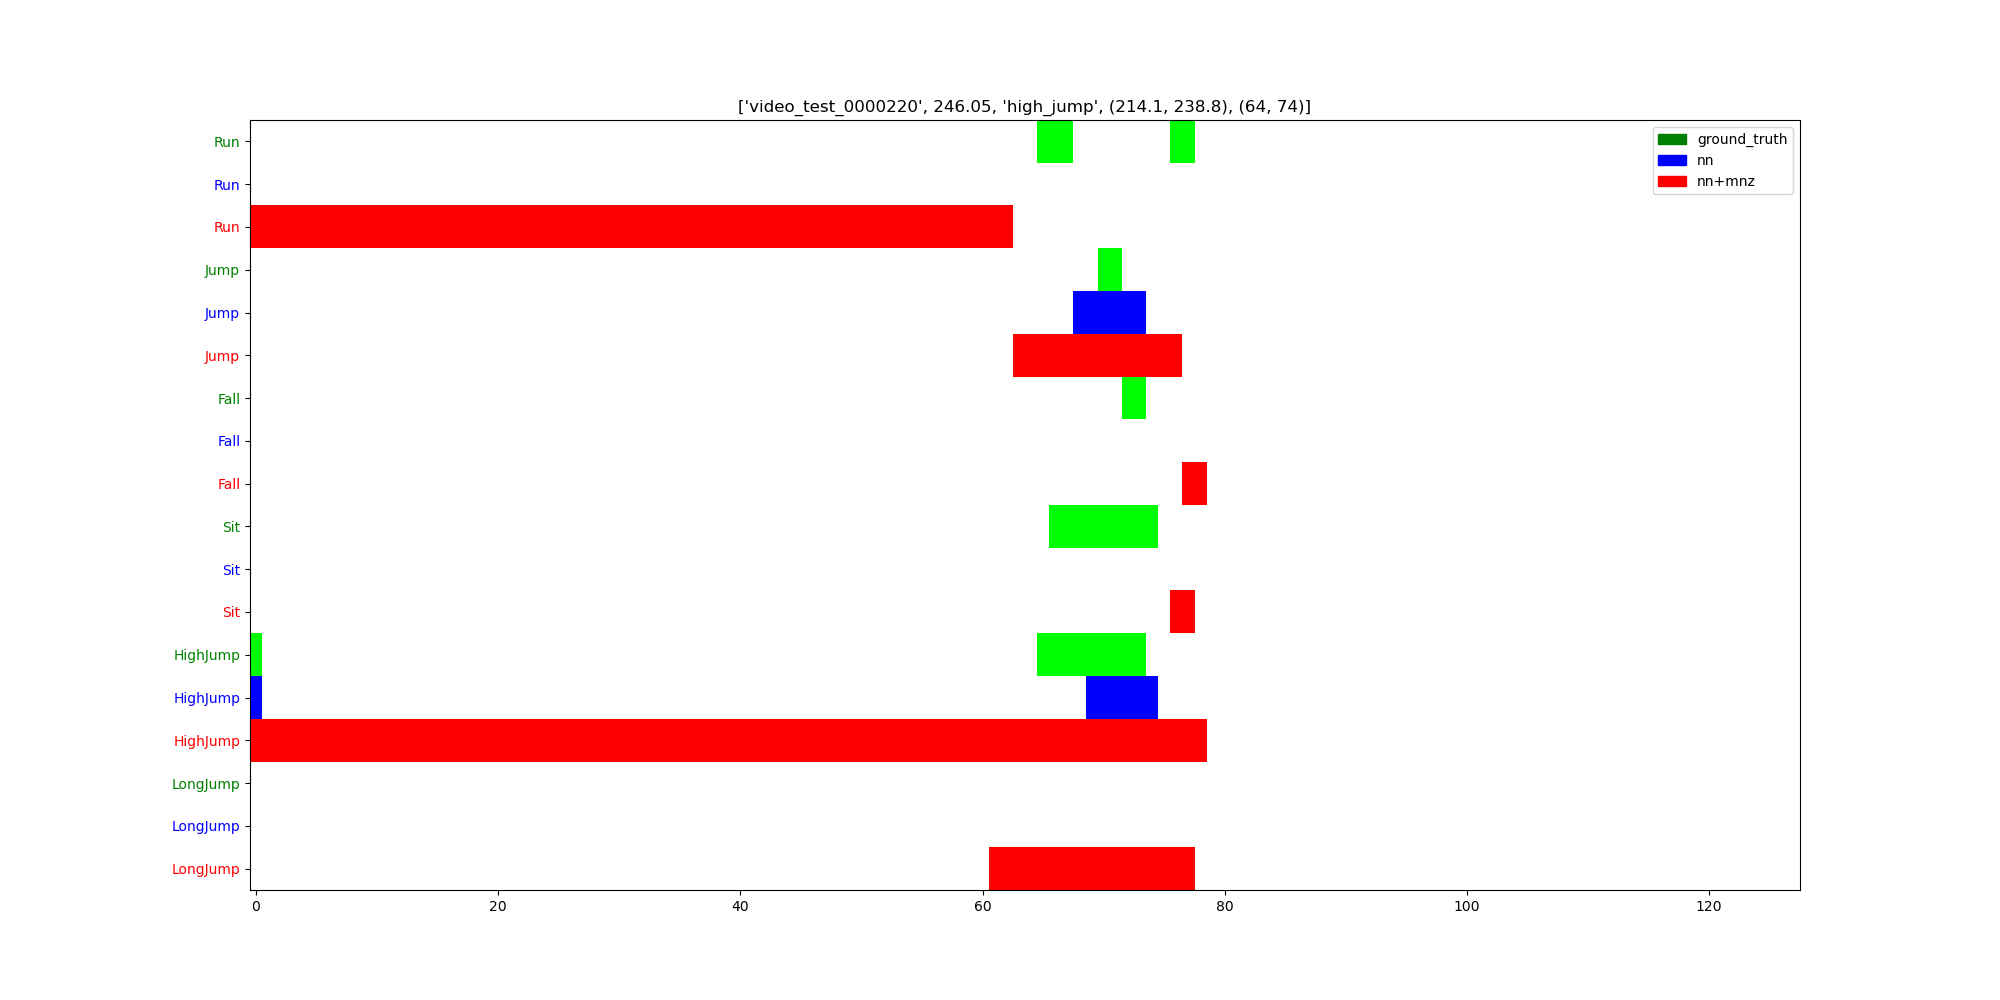 ['video_test_0000220', 246.05, 'high_jump', (214.1, 238.8), (64, 74)]
ground_truth
nn
nn+mnz
Run
Run
Run
Jump
Jump
Jump
Fall
Fall
Fall
Sit
Sit
Sit
HighJump
HighJump
HighJump
LongJump
LongJump
LongJump
0 20 40 60 80 100 120